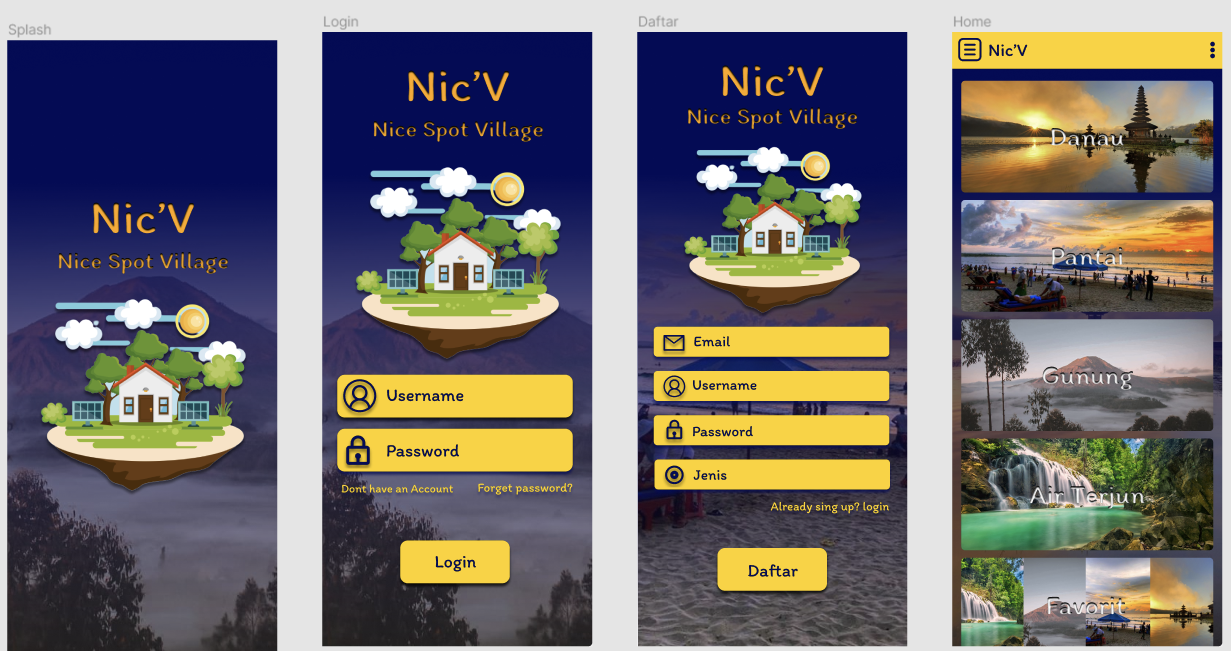 Splash
Nic'V
Nice Spot Village
Login
Nic'V
Nice Spot Village
Username
Password
Dont have an Account Forget password?
Login
Daftar
Nic'V
Nice Spot Village
Email
Username
Password
Jenis
Already sing up? login
Daftar
Home
Nic'V
Danau
Pantai
Gunung
Air Terjun
Favorit